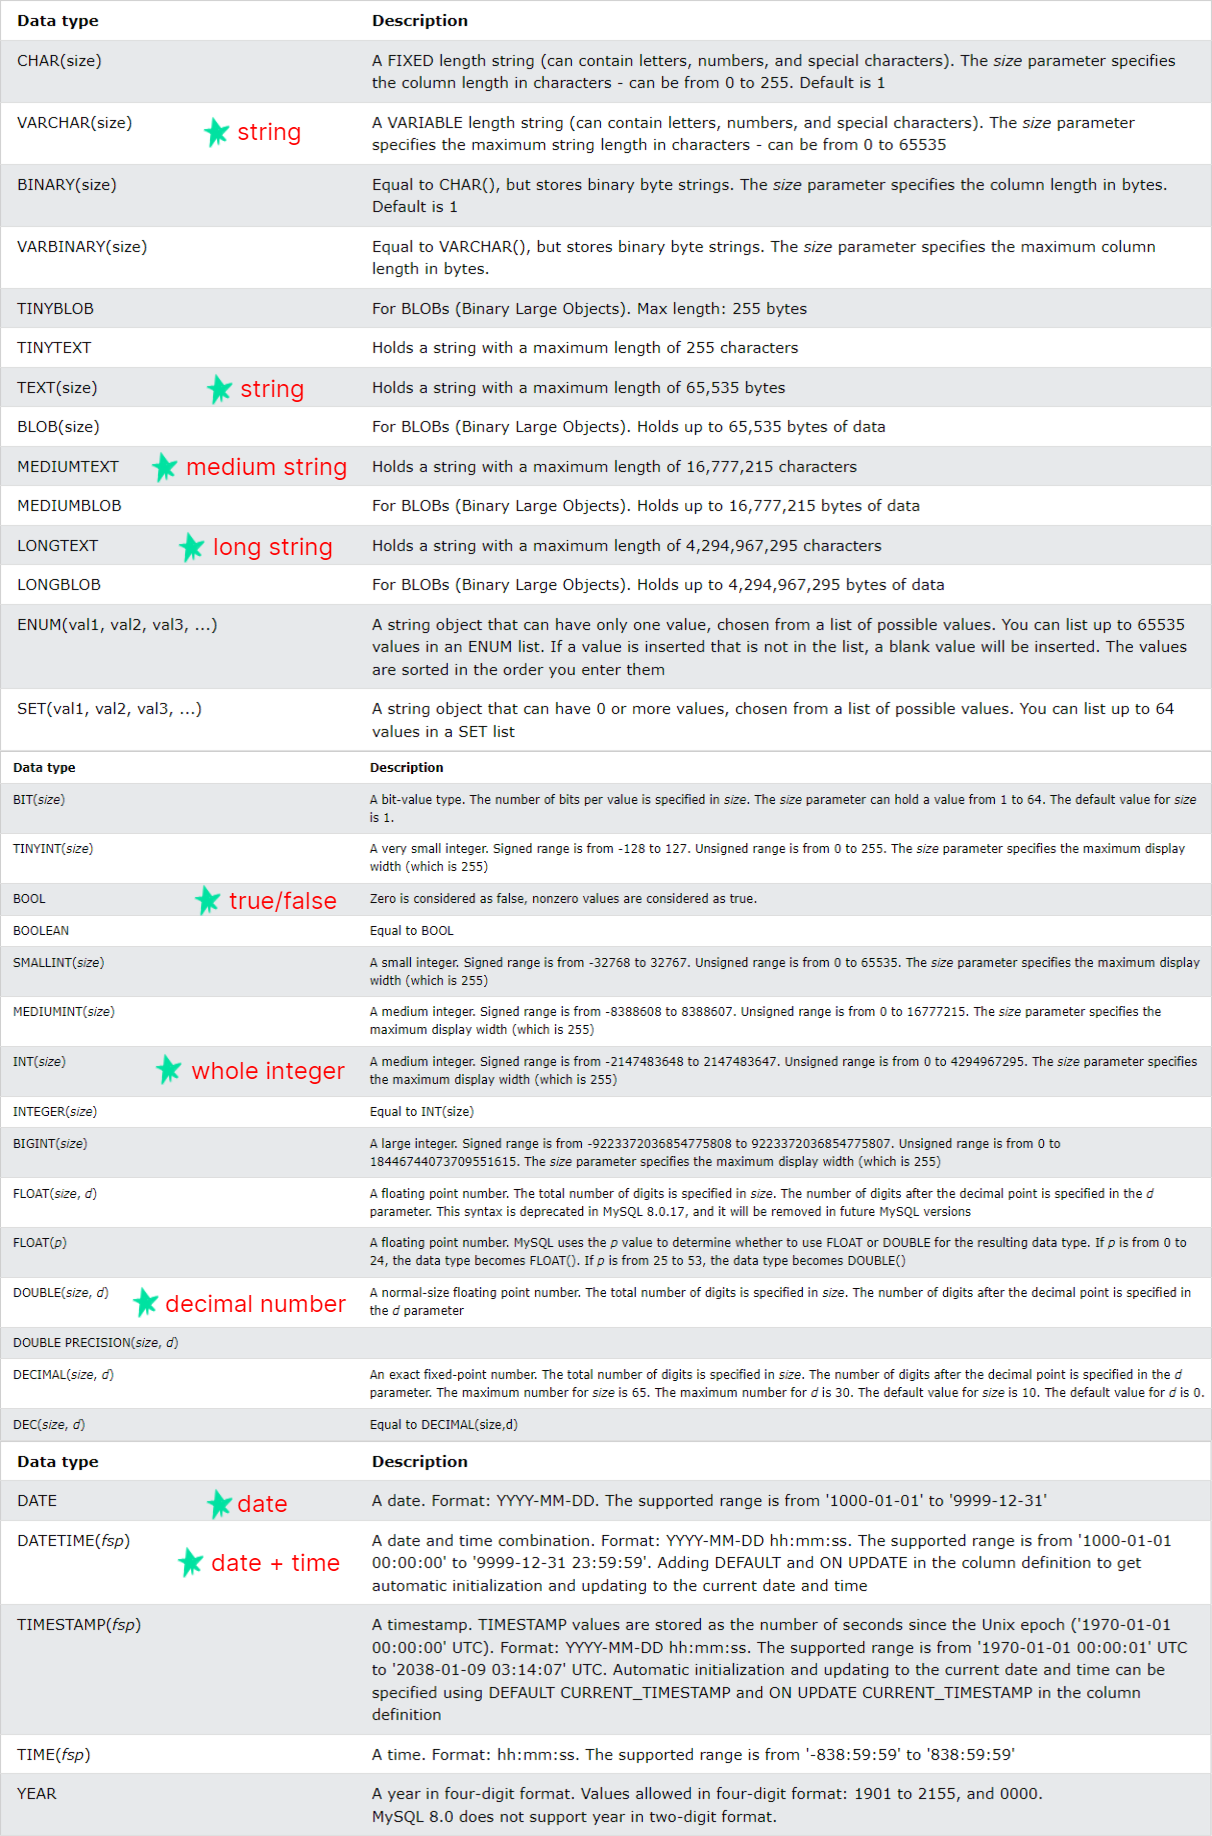 Data type Description
CHAR(size) A FIXED length string (can contain letters, numbers, and special characters). The size parameter specifies
the column length in characters - can be from 0 to 255. Default is 1
VARCHAR(size) string A VARIABLE length string (can contain letters, numbers, and special characters). The size parameter
specifies the maximum string length in characters - can be from 0 to 65535
BINARY(size) Equal to CHAR(), but stores binary byte strings. The size parameter specifies the column length in bytes.
Default is 1
VARBINARY(size) Equal to VARCHAR(), but stores binary byte strings. The size parameter specifies the maximum column
length in bytes.
TINYBLOB For BLOBs (Binary Large Objects). Max length: 255 bytes
TINYTEXT Holds a string with a maximum length of 255 characters
TEXT(size) string Holds a string with a maximum length of 65,535 bytes
BLOB(size) For BLOBs (Binary Large Objects). Holds up to 65,535 bytes of data
MEDIUMTEXT medium string Holds a string with a maximum length of 16,777,215 characters
MEDIUMBLOB For BLOBs (Binary Large Objects). Holds up to 16,777,215 bytes of data
LONGTEXT long string Holds a string with a maximum length of 4,294,967,295 characters
LONGBLOB For BLOBs (Binary Large Objects). Holds up to 4,294,967,295 bytes of data
ENUM(val1, val2, val3, ...) A string object that can have only one value, chosen from a list of possible values. You can list up to 65535
values in an ENUM list. If a value is inserted that is not in the list, a blank value will be inserted. The values
are sorted in the order you enter them
SET(val1, val2, val3, ...) A string object that can have 0 or more values, chosen from a list of possible values. You can list up to 64
values in a SET list
Data type Description
BIT(size) A bit-value type. The number of bits per value is specified in size. The size parameter can hold a value from 1 to 64. The default value for size
is 1.
TINYINT(size) A very small integer. Signed range is from -128 to 127. Unsigned range is from 0 to 255. The size parameter specifies the maximum display
width (which is 255)
BOOL true/false Zero is considered as false, nonzero values are considered as true.
BOOLEAN Equal to BOOL
SMALLINT(size) A small integer. Signed range is from -32768 to 32767. Unsigned range is from 0 to 65535. The size parameter specifies the maximum display
width (which is 255)
MEDIUMINT(size) A medium integer. Signed range is from -8388608 to 8388607. Unsigned range is from 0 to 16777215. The size parameter specifies the
maximum display width (which is 255)
INT(size) whole integer A medium integer. Signed range is from -2147483648 to 2147483647. Unsigned range is from 0 to 4294967295. The size parameter specifies
the maximum display width (which is 255)
INTEGER(size) Equal to INT(size)
BIGINT(size) A large integer. Signed range is from -9223372036854775808 to 9223372036854775807. Unsigned range is from 0 to
18446744073709551615. The size parameter specifies the maximum display width (which is 255)
FLOAT(size, d) A floating point number. The total number of digits is specified in size. The number of digits after the decimal point is specified in the d
parameter. This syntax is deprecated in MySQL 8.0.17, and it will be removed in future MySQL versions
FLOAT(p) A floating point number. MySQL uses the p value to determine whether to use FLOAT or DOUBLE for the resulting data type. If p is from 0 to
24, the data type becomes FLOAT(). If p is from 25 to 53, the data type becomes DOUBLE()
DOUBLE(size, d) decimal number A normal-size floating point number. The total number of digits is specified in size. The number of digits after the decimal point is specified in
the d parameter
DOUBLE PRECISION(size, d)
DECIMAL(size, d) An exact fixed-point number. The total number of digits is specified in size. The number of digits after the decimal point is specified in the d
parameter. The maximum number for size is 65. The maximum number for d is 30. The default value for size is 10. The default value for d is 0.
DEC(size, d) Equal to DECIMAL(size,d)
Data type Description
DATE date A date. Format: YYYY-MM-DD. The supported range is from '1000-01-01' to '9999-12-31'
DATETIME(fsp) date + time A date and time combination. Format: YYYY-MM-DD hh:mm:ss. The supported range is from '1000-01-01
00:00:00' to '9999-12-31 23:59:59'. Adding DEFAULT and ON UPDATE in the column definition to get
automatic initialization and updating to the current date and time
TIMESTAMP(fsp) A timestamp. TIMESTAMP values are stored as the number of seconds since the Unix epoch ('1970-01-01
00:00:00' UTC). Format: YYYY-MM-DD hh:mm:ss. The supported range is from '1970-01-01 00:00:01' UTC
to '2038-01-09 03:14:07' UTC. Automatic initialization and updating to the current date and time can be
specified using DEFAULT CURRENT_TIMESTAMP and ON UPDATE CURRENT_TIMESTAMP in the column
definition
TIME(fsp) A time. Format: hh:mm:ss. The supported range is from '-838:59:59' to '838:59:59'
YEAR A year in four-digit format. Values allowed in four-digit format: 1901 to 2155, and 0000.
MySQL 8.0 does not support year in two-digit format.